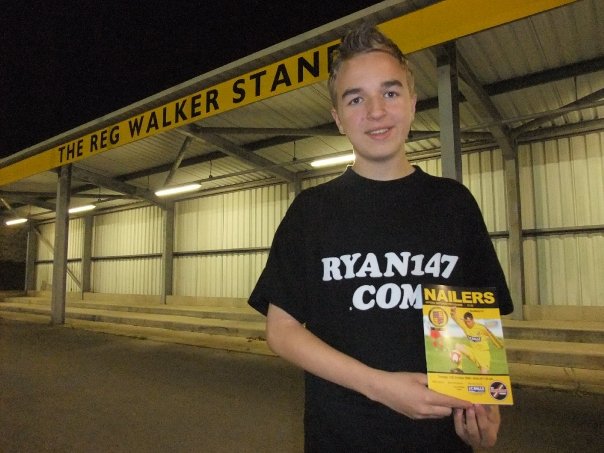 THE REG WALKER STAND
RYAN147
.COM
NAILERS